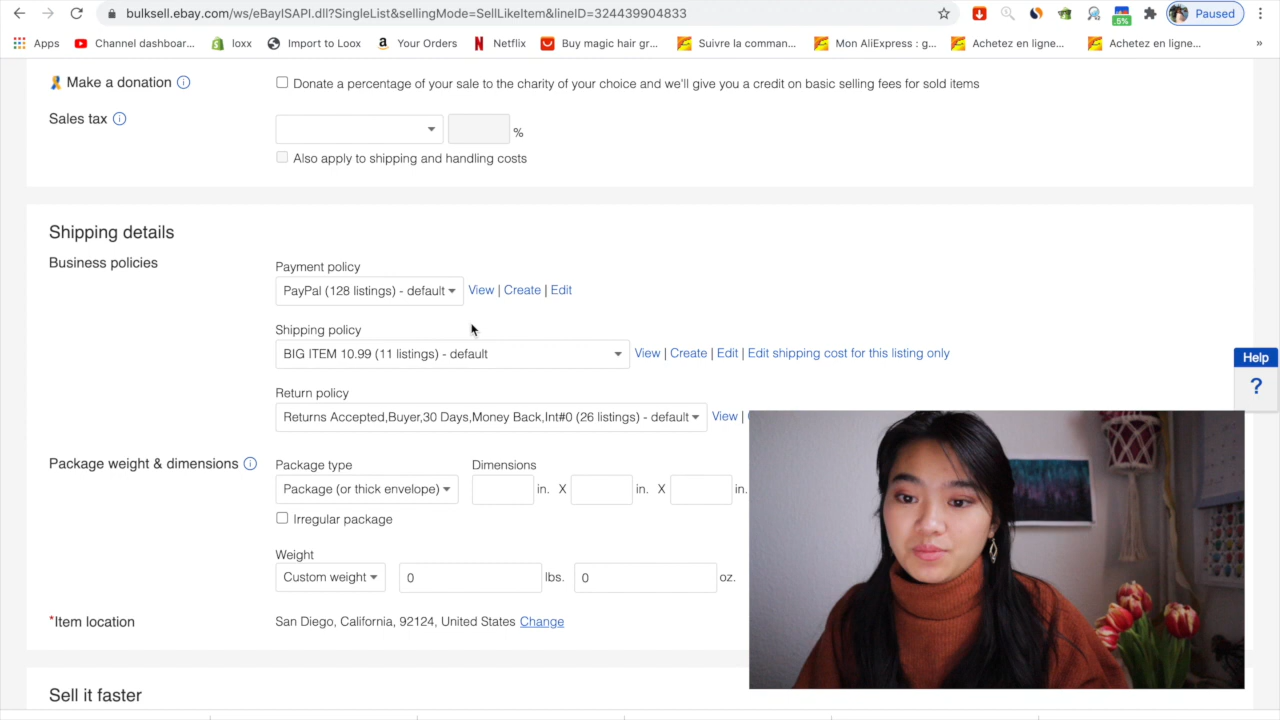 bulksell.ebay.com/ws/eBayISAPI.dll?SingleList&sellingMode=SellLikeItem&lineID=324439904833
.5%
Paused
Apps
Channel dashboar...
loxx
Import to Loox
Your Orders
Netflix
Buy magic hair gr...
Suivre la comman...
Mon AliExpress : g...
Achetez en ligne...
Achetez en ligne...
»
Make a donation
Donate a percentage of your sale to the charity of your choice and we'll give you a credit on basic selling fees for sold items
Sales tax
%
Also apply to shipping and handling costs
Shipping details
Business policies
Payment policy
PayPal (128 listings) - default
View | Create | Edit
Shipping policy
BIG ITEM 10.99 (11 listings) - default
View | Create | Edit | Edit shipping cost for this listing only
Help
?
Return policy
Returns Accepted,Buyer,30 Days,Money Back,Int#0 (26 listings) - default
View |
Package weight & dimensions
Package type
Dimensions
Package (or thick envelope)
in. X in. X in.
Irregular package
Weight
Custom weight
0 lbs. 0 oz.
*Item location
San Diego, California, 92124, United States Change
Sell it faster